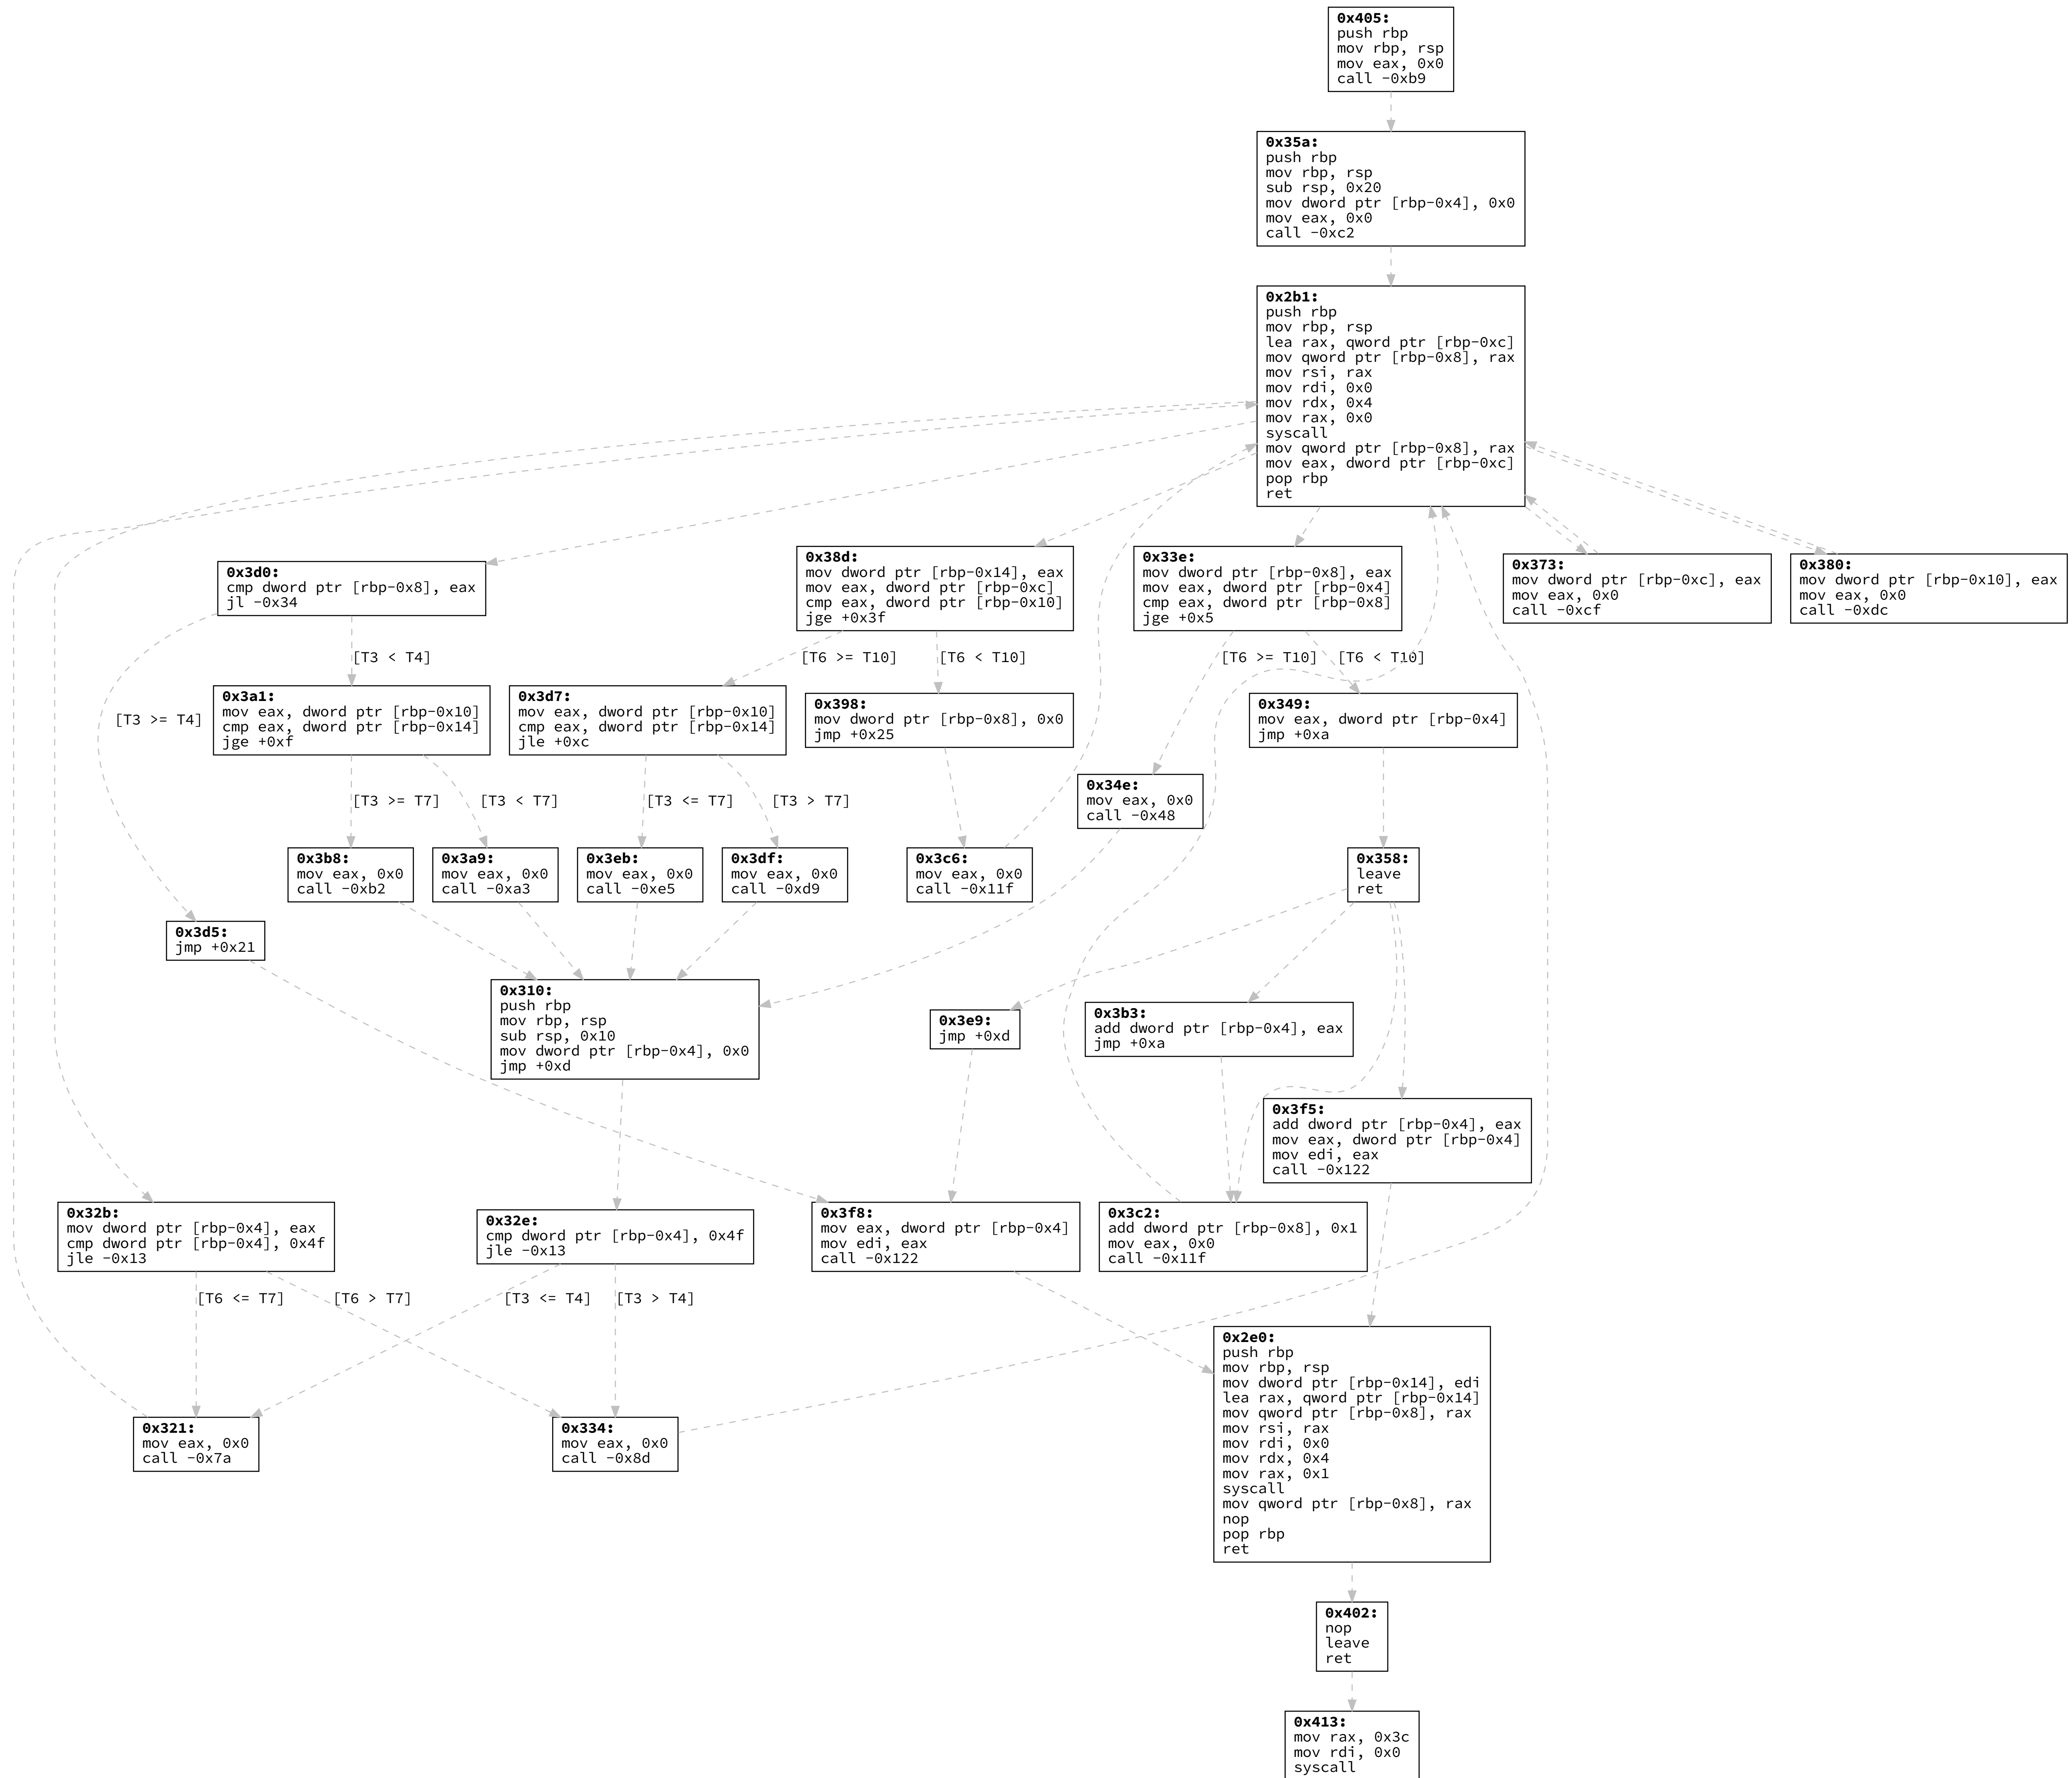 0x405:
push rbp
mov rbp, rsp
mov eax, 0x0
call -0xb9
0x35a:
push rbp
mov rbp, rsp
sub rsp, 0x20
mov dword ptr [rbp-0x4], 0x0
mov eax, 0x0
call -0xc2
0x2b1:
push rbp
mov rbp, rsp
lea rax, qword ptr [rbp-0xc]
mov qword ptr [rbp-0x8], rax
mov rsi, rax
mov rdi, 0x0
mov rdx, 0x4
mov rax, 0x0
syscall
mov qword ptr [rbp-0x8], rax
mov eax, dword ptr [rbp-0xc]
pop rbp
ret
0x3d0:
cmp dword ptr [rbp-0x8], eax
jl -0x34
0x38d:
mov dword ptr [rbp-0x14], eax
mov eax, dword ptr [rbp-0xc]
cmp eax, dword ptr [rbp-0x10]
jge +0x3f
0x33e:
mov dword ptr [rbp-0x8], eax
mov eax, dword ptr [rbp-0x4]
cmp eax, dword ptr [rbp-0x8]
jge +0x5
0x373:
mov dword ptr [rbp-0xc], eax
mov eax, 0x0
call -0xcf
0x380:
mov dword ptr [rbp-0x10], eax
mov eax, 0x0
call -0xdc
[T3 < T4]
[T6 >= T10]
[T6 < T10]
[T6 >= T10]
[T6 < T10]
[T3 >= T4]
0x3a1:
mov eax, dword ptr [rbp-0x10]
cmp eax, dword ptr [rbp-0x14]
jge +0xf
0x3d7:
mov eax, dword ptr [rbp-0x10]
cmp eax, dword ptr [rbp-0x14]
jle +0xc
0x398:
mov dword ptr [rbp-0x8], 0x0
jmp +0x25
0x349:
mov eax, dword ptr [rbp-0x4]
jmp +0xa
[T3 >= T7]
[T3 < T7]
[T3 <= T7]
[T3 > T7]
0x34e:
mov eax, 0x0
call -0x48
0x3b8:
mov eax, 0x0
call -0xb2
0x3a9:
mov eax, 0x0
call -0xa3
0x3eb:
mov eax, 0x0
call -0xe5
0x3df:
mov eax, 0x0
call -0xd9
0x3c6:
mov eax, 0x0
call -0x11f
0x358:
leave
ret
0x3d5:
jmp +0x21
0x310:
push rbp
mov rbp, rsp
sub rsp, 0x10
mov dword ptr [rbp-0x4], 0x0
jmp +0xd
0x3e9:
jmp +0xd
0x3b3:
add dword ptr [rbp-0x4], eax
jmp +0xa
0x3f5:
add dword ptr [rbp-0x4], eax
mov eax, dword ptr [rbp-0x4]
mov edi, eax
call -0x122
0x32b:
mov dword ptr [rbp-0x4], eax
cmp dword ptr [rbp-0x4], 0x4f
jle -0x13
0x32e:
cmp dword ptr [rbp-0x4], 0x4f
jle -0x13
0x3f8:
mov eax, dword ptr [rbp-0x4]
mov edi, eax
call -0x122
0x3c2:
add dword ptr [rbp-0x8], 0x1
mov eax, 0x0
call -0x11f
[T6 <= T7]
[T6 > T7]
[T3 <= T4]
[T3 > T4]
0x321:
mov eax, 0x0
call -0x7a
0x334:
mov eax, 0x0
call -0x8d
0x2e0:
push rbp
mov rbp, rsp
mov dword ptr [rbp-0x14], edi
lea rax, qword ptr [rbp-0x14]
mov qword ptr [rbp-0x8], rax
mov rsi, rax
mov rdi, 0x0
mov rdx, 0x4
mov rax, 0x1
syscall
mov qword ptr [rbp-0x8], rax
nop
pop rbp
ret
0x402:
nop
leave
ret
0x413:
mov rax, 0x3c
mov rdi, 0x0
syscall